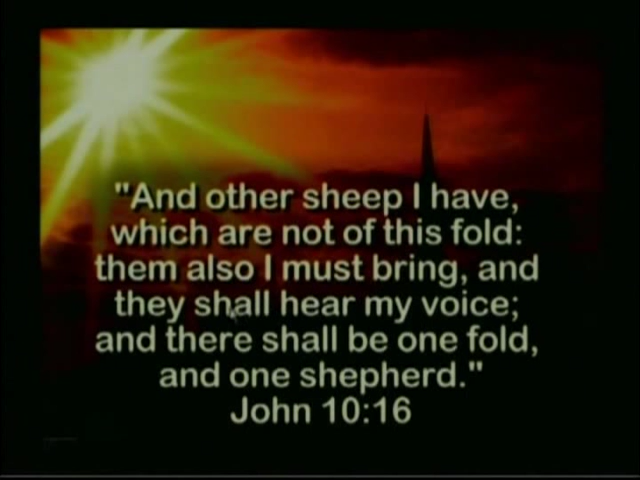 "And other sheep I have,
which are not of this fold:
them also I must bring, and
they shall hear my voice;
and there shall be one fold,
and one shepherd."
John 10:16